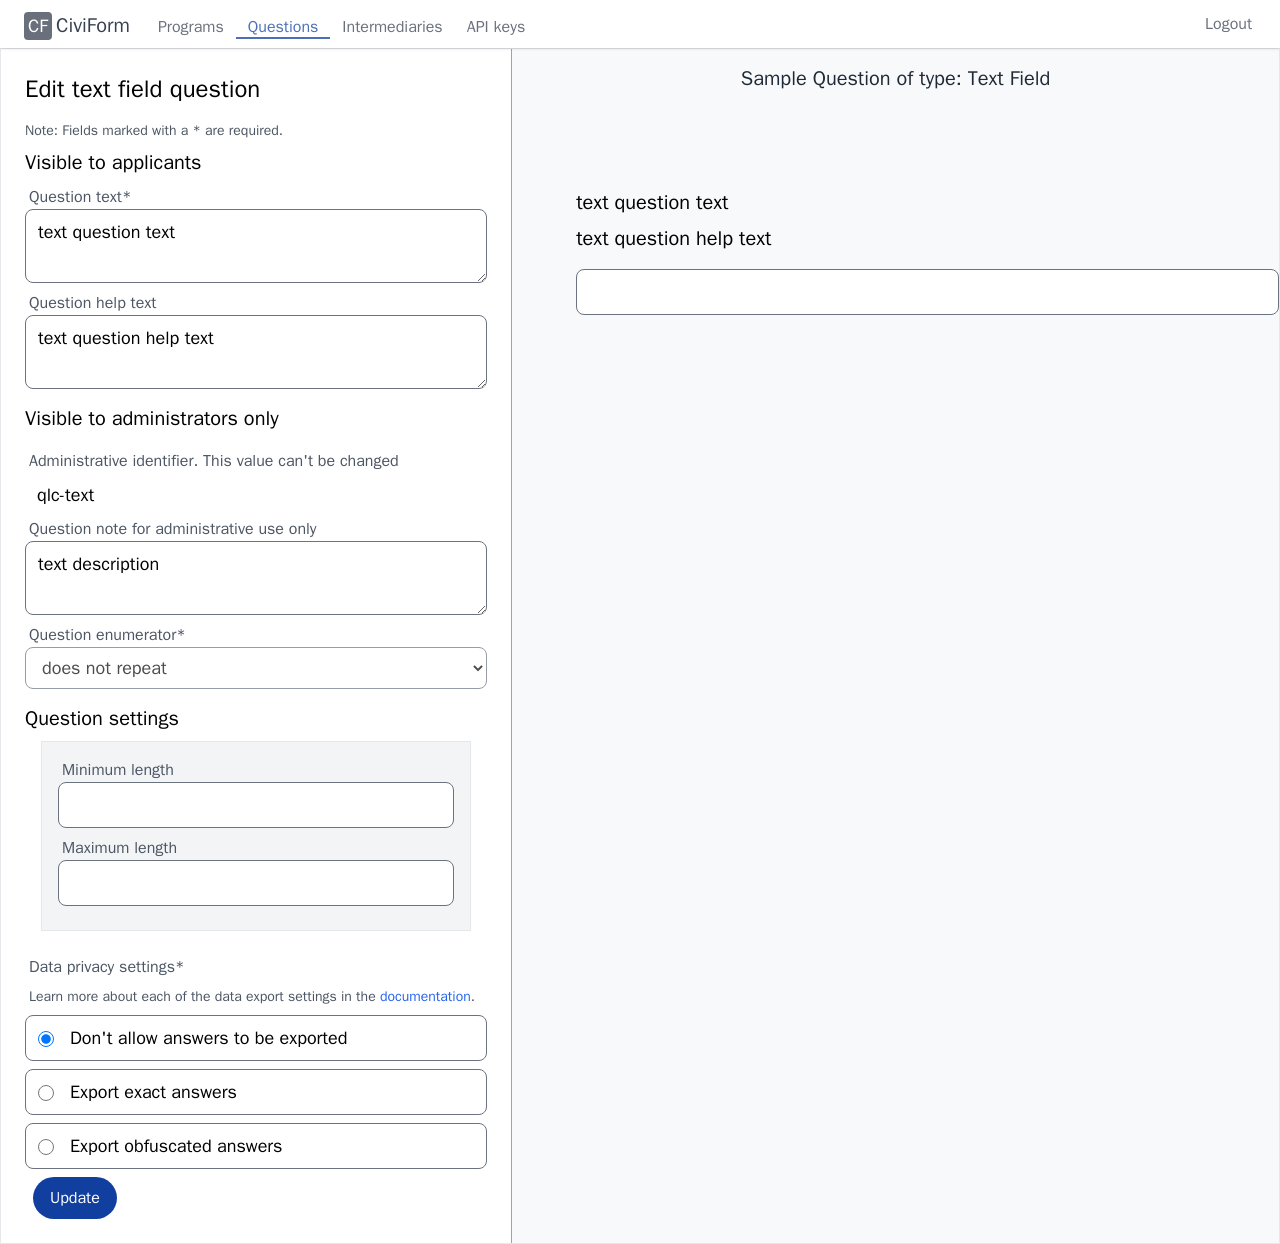 CF CiviForm Programs Questions Intermediaries API keys Logout
Edit text field question
Note: Fields marked with a * are required.
Visible to applicants
Question text*
text question text
Question help text
text question help text
Visible to administrators only
Administrative identifier. This value can't be changed
qlc-text
Question note for administrative use only
text description
Question enumerator*
does not repeat
Question settings
Minimum length
Maximum length
Data privacy settings*
Learn more about each of the data export settings in the documentation.
Don't allow answers to be exported
Export exact answers
Export obfuscated answers
Update
Sample Question of type: Text Field
text question text
text question help text